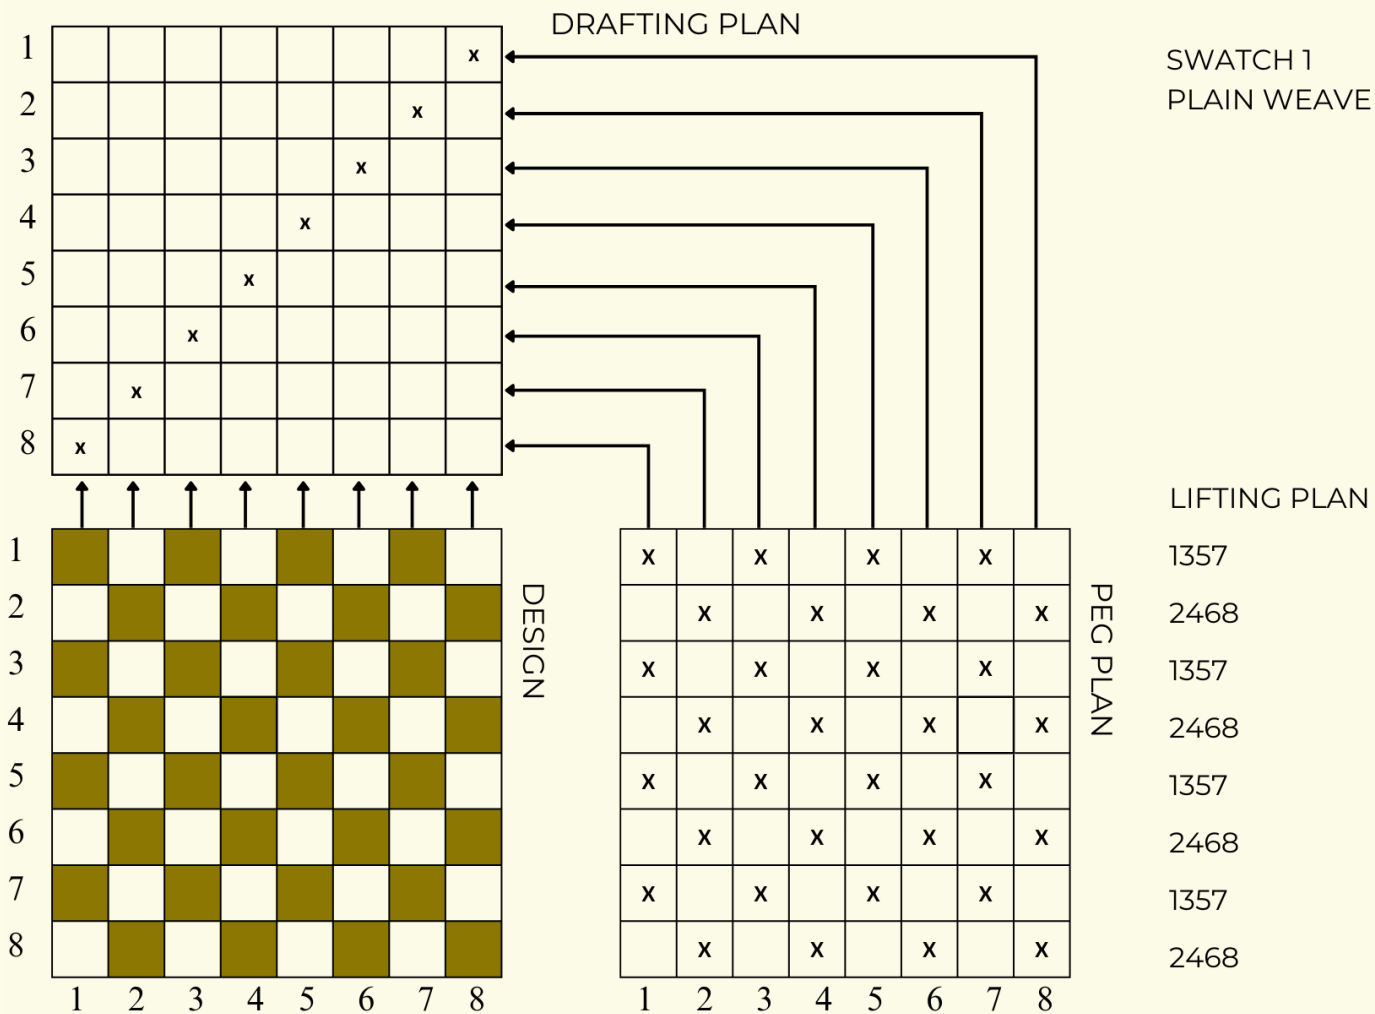 DRAFTING PLAN
SWATCH 1
PLAIN WEAVE
1 x
2 x
3 x
4 x
5 x
6 x
7 x
8 x
LIFTING PLAN
DESIGN
PEG PLAN
1 x x x x 1357
2 x x x x 2468
3 x x x x 1357
4 x x x x 2468
5 x x x x 1357
6 x x x x 2468
7 x x x x 1357
8 x x x x 2468
1 2 3 4 5 6 7 8 1 2 3 4 5 6 7 8